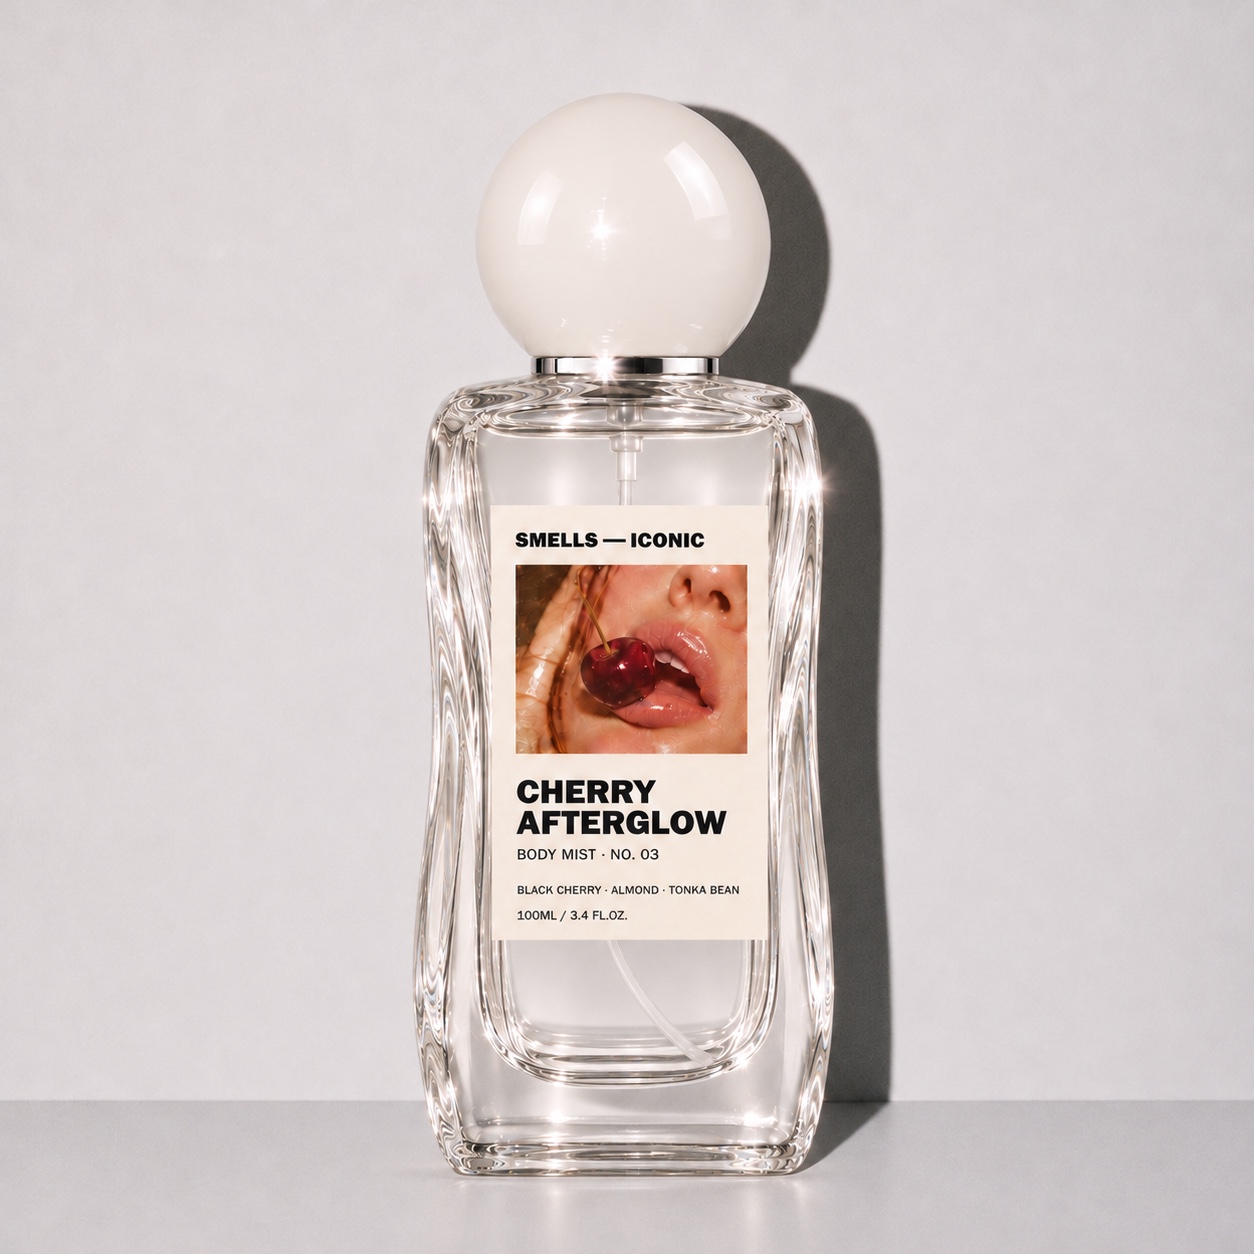 SMELLS — ICONIC
CHERRY
AFTERGLOW
BODY MIST · NO. 03
BLACK CHERRY · ALMOND · TONKA BEAN
100ML / 3.4 FL.OZ.